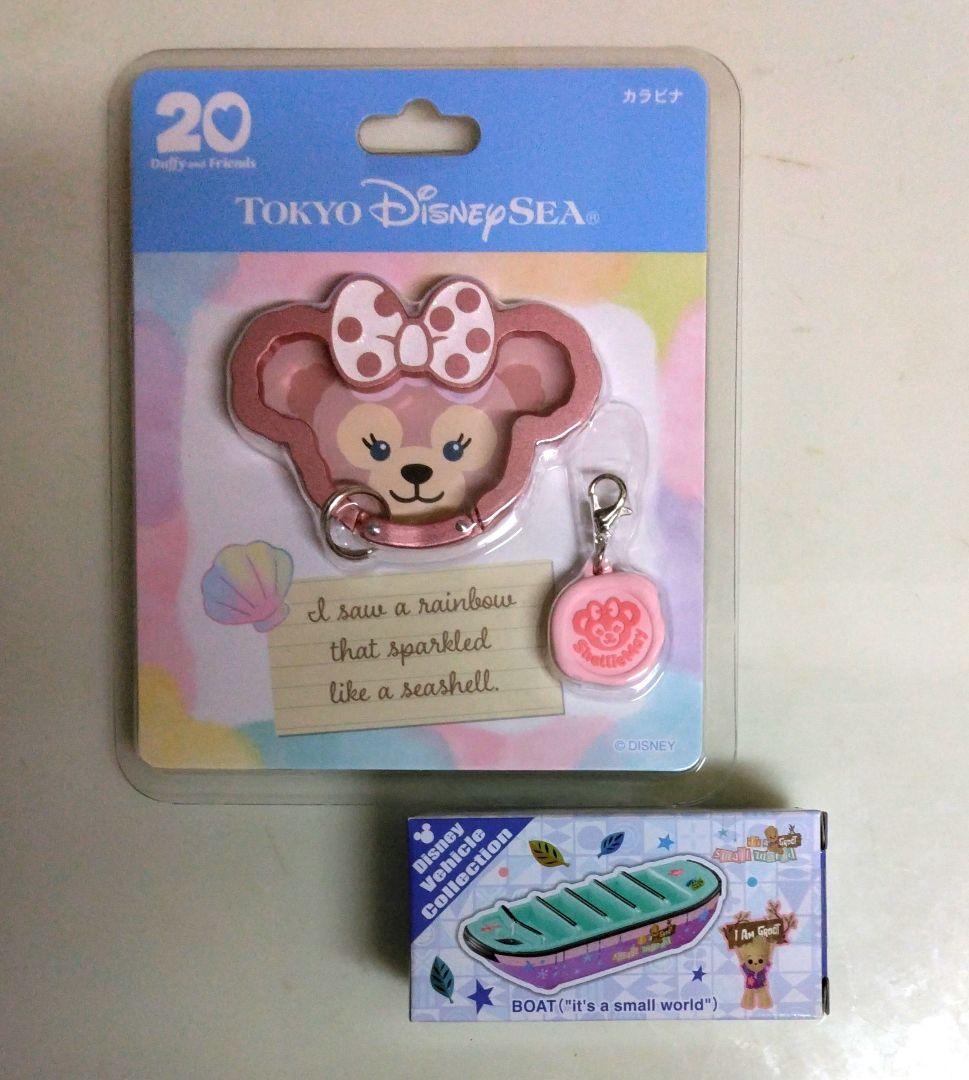 20
Duffy and Friends
カラビナ
TOKYO DISNEYSEA®
I saw a rainbow
that sparkled
like a seashell.
ShellieMay
© DISNEY
Disney
Vehicle
Collection
small world
I AM GROOT
BOAT ("it's a small world")